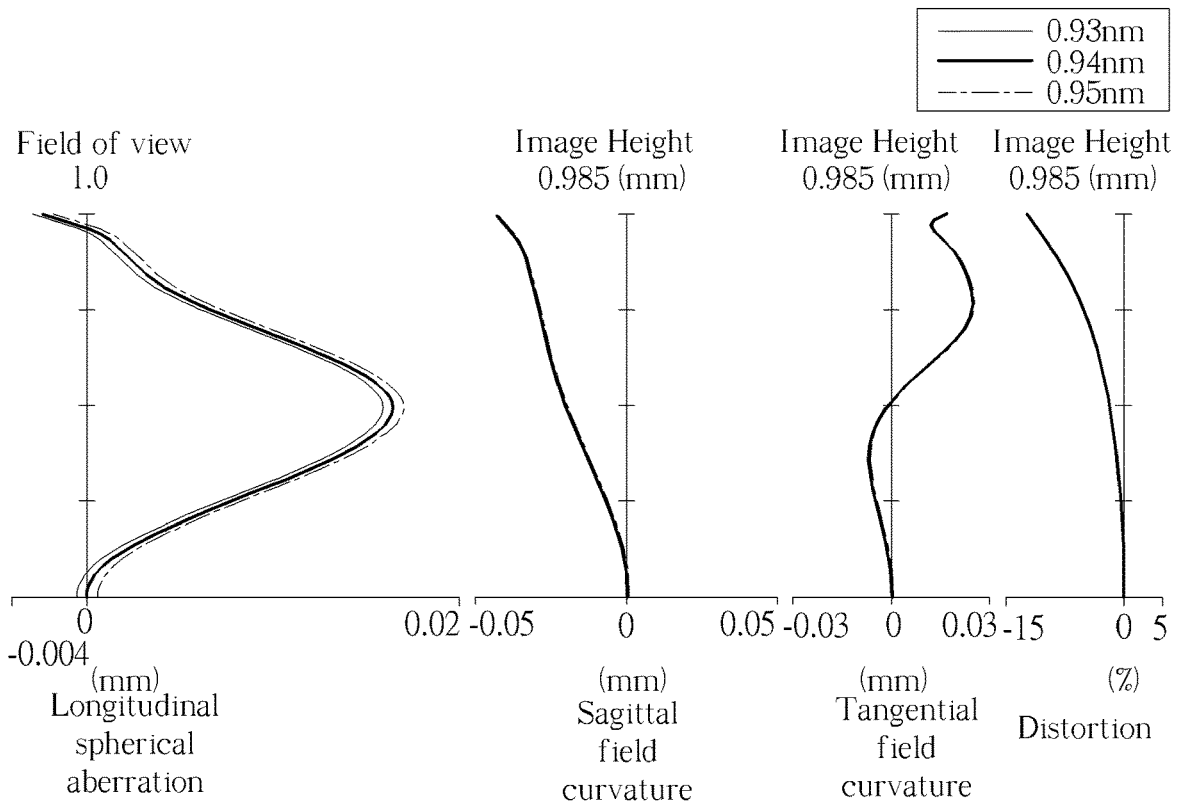 0.93nm
0.94nm
0.95nm
Field of view
1.0
Image Height
0.985 (mm)
Image Height
0.985 (mm)
Image Height
0.985 (mm)
0
0.02
-0.004
(mm)
Longitudinal
spherical
aberration
-0.05
0
0.05
(mm)
Sagittal
field
curvature
-0.03
0
0.03
(mm)
Tangential
field
curvature
-15
0
5
(%)
Distortion